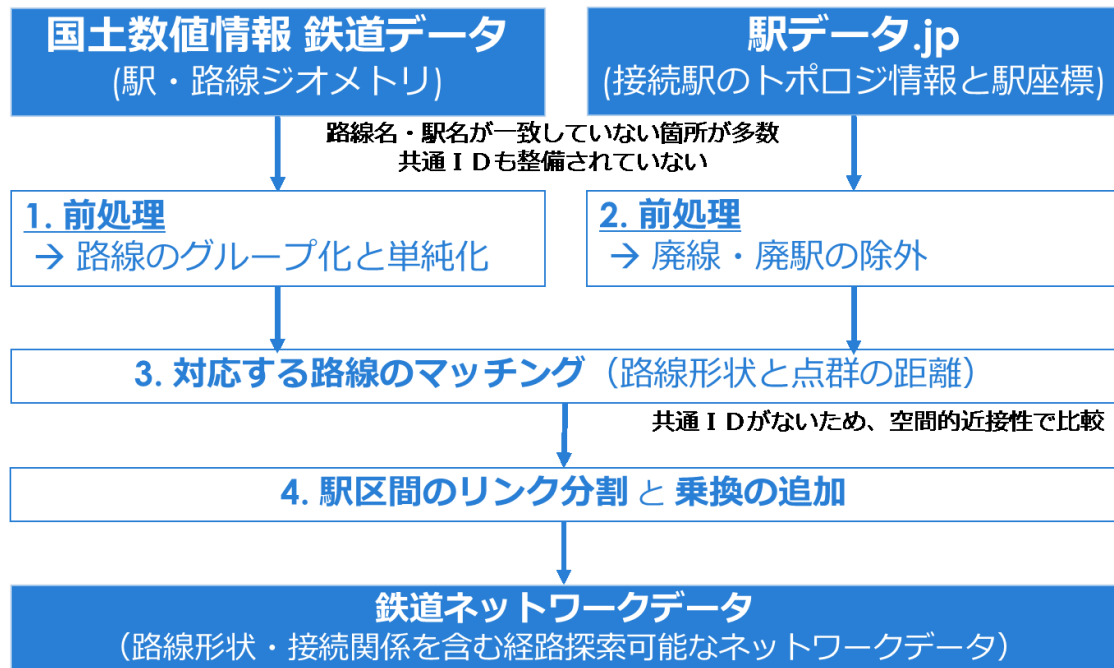 国土数値情報 鉄道データ
(駅・路線ジオメトリ)
駅データ.jp
(接続駅のトポロジ情報と駅座標)
路線名・駅名が一致していない箇所が多数
共通ＩＤも整備されていない
1. 前処理
→ 路線のグループ化と単純化
2. 前処理
→ 廃線・廃駅の除外
3. 対応する路線のマッチング（路線形状と点群の距離）
共通ＩＤがないため、空間的近接性で比較
4. 駅区間のリンク分割 と 乗換の追加
鉄道ネットワークデータ
（路線形状・接続関係を含む経路探索可能なネットワークデータ）